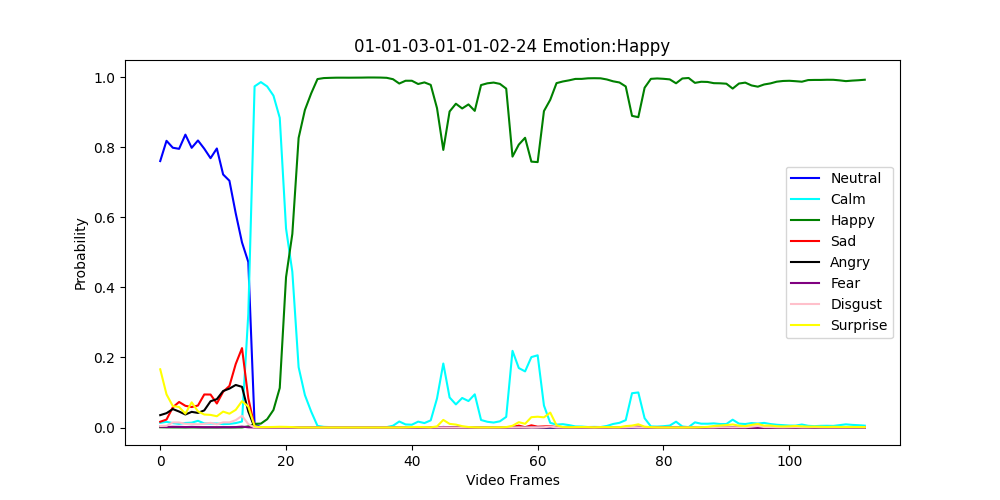 01-01-03-01-01-02-24 Emotion:Happy
Probability
1.0
0.8
0.6
0.4
0.2
0.0
Neutral
Calm
Happy
Sad
Angry
Fear
Disgust
Surprise
0 20 40 60 80 100
Video Frames